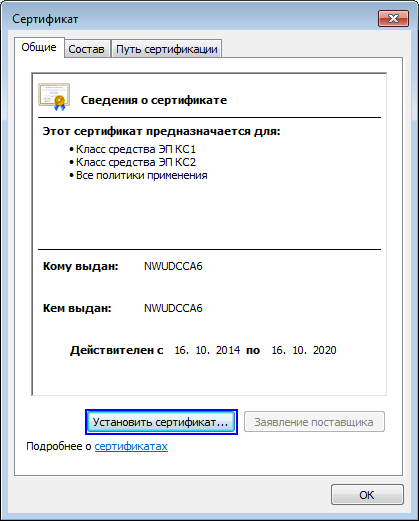 Сертификат
Общие Состав Путь сертификации
Сведения о сертификате
Этот сертификат предназначается для:
• Класс средства ЭП КС1
• Класс средства ЭП КС2
• Все политики применения
Кому выдан: NWUDCCA6
Кем выдан: NWUDCCA6
Действителен с 16. 10. 2014 по 16. 10. 2020
Установить сертификат... Заявление поставщика
Подробнее о сертификатах
ОК